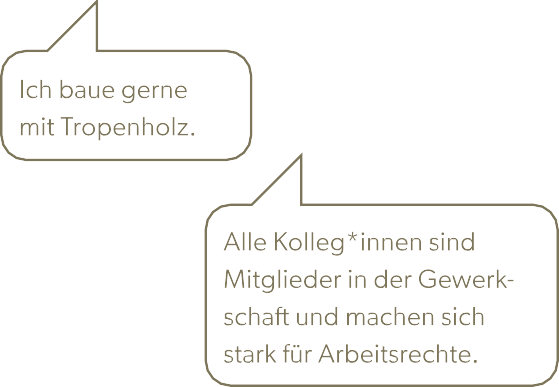 Ich baue gerne
mit Tropenholz.
Alle Kolleg*innen sind
Mitglieder in der Gewerk-
schaft und machen sich
stark für Arbeitsrechte.